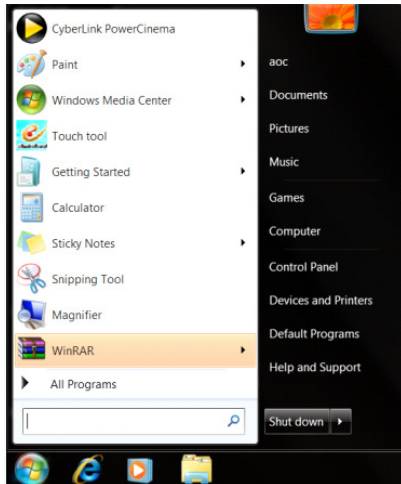 CyberLink PowerCinema
Paint
Windows Media Center
Touch tool
Getting Started
Calculator
Sticky Notes
Snipping Tool
Magnifier
WinRAR
All Programs
aoc
Documents
Pictures
Music
Games
Computer
Control Panel
Devices and Printers
Default Programs
Help and Support
Shut down